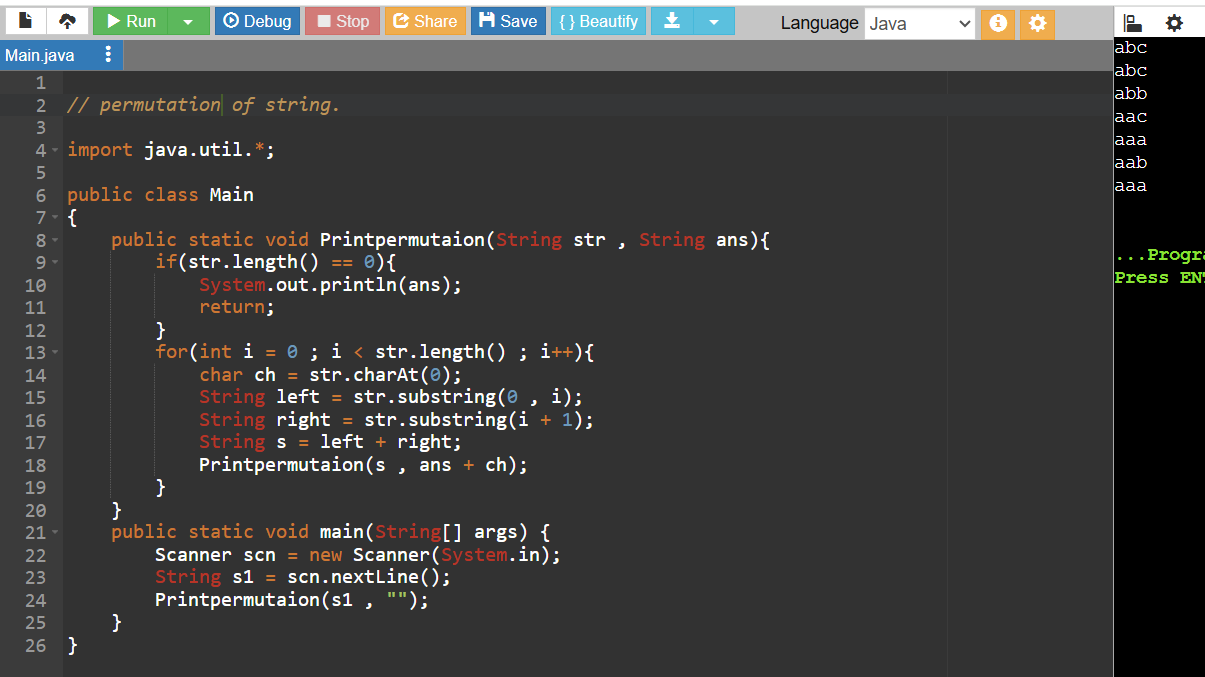 Run Debug Stop Share Save { } Beautify Language Java
Main.java
1
2 // permutation of string.
3
4 import java.util.*;
5
6 public class Main
7 {
8 public static void Printpermutaion(String str , String ans){
9 if(str.length() == 0){
10 System.out.println(ans);
11 return;
12 }
13 for(int i = 0 ; i < str.length() ; i++){
14 char ch = str.charAt(0);
15 String left = str.substring(0 , i);
16 String right = str.substring(i + 1);
17 String s = left + right;
18 Printpermutaion(s , ans + ch);
19 }
20 }
21 public static void main(String[] args) {
22 Scanner scn = new Scanner(System.in);
23 String s1 = scn.nextLine();
24 Printpermutaion(s1 , "");
25 }
26 }
abc
abc
abb
aac
aaa
aab
aaa
...Progra
Press EN